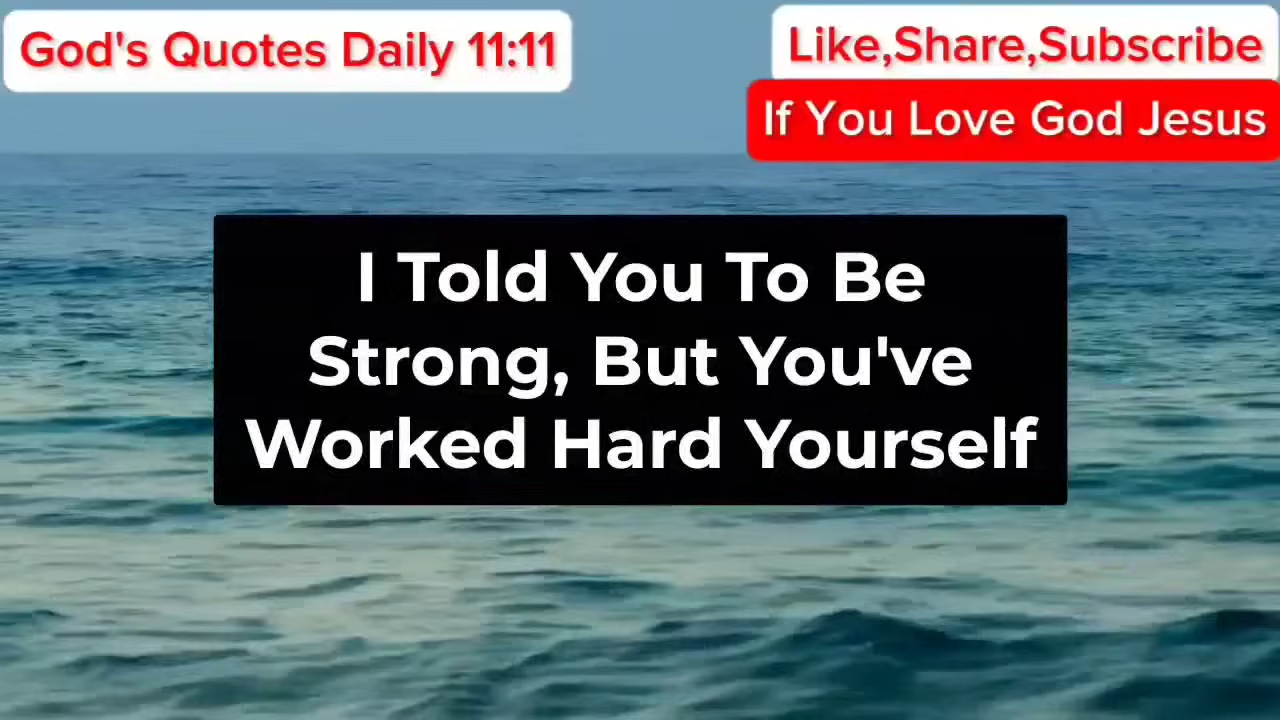 God's Quotes Daily 11:11
Like,Share,Subscribe
If You Love God Jesus
I Told You To Be
Strong, But You've
Worked Hard Yourself